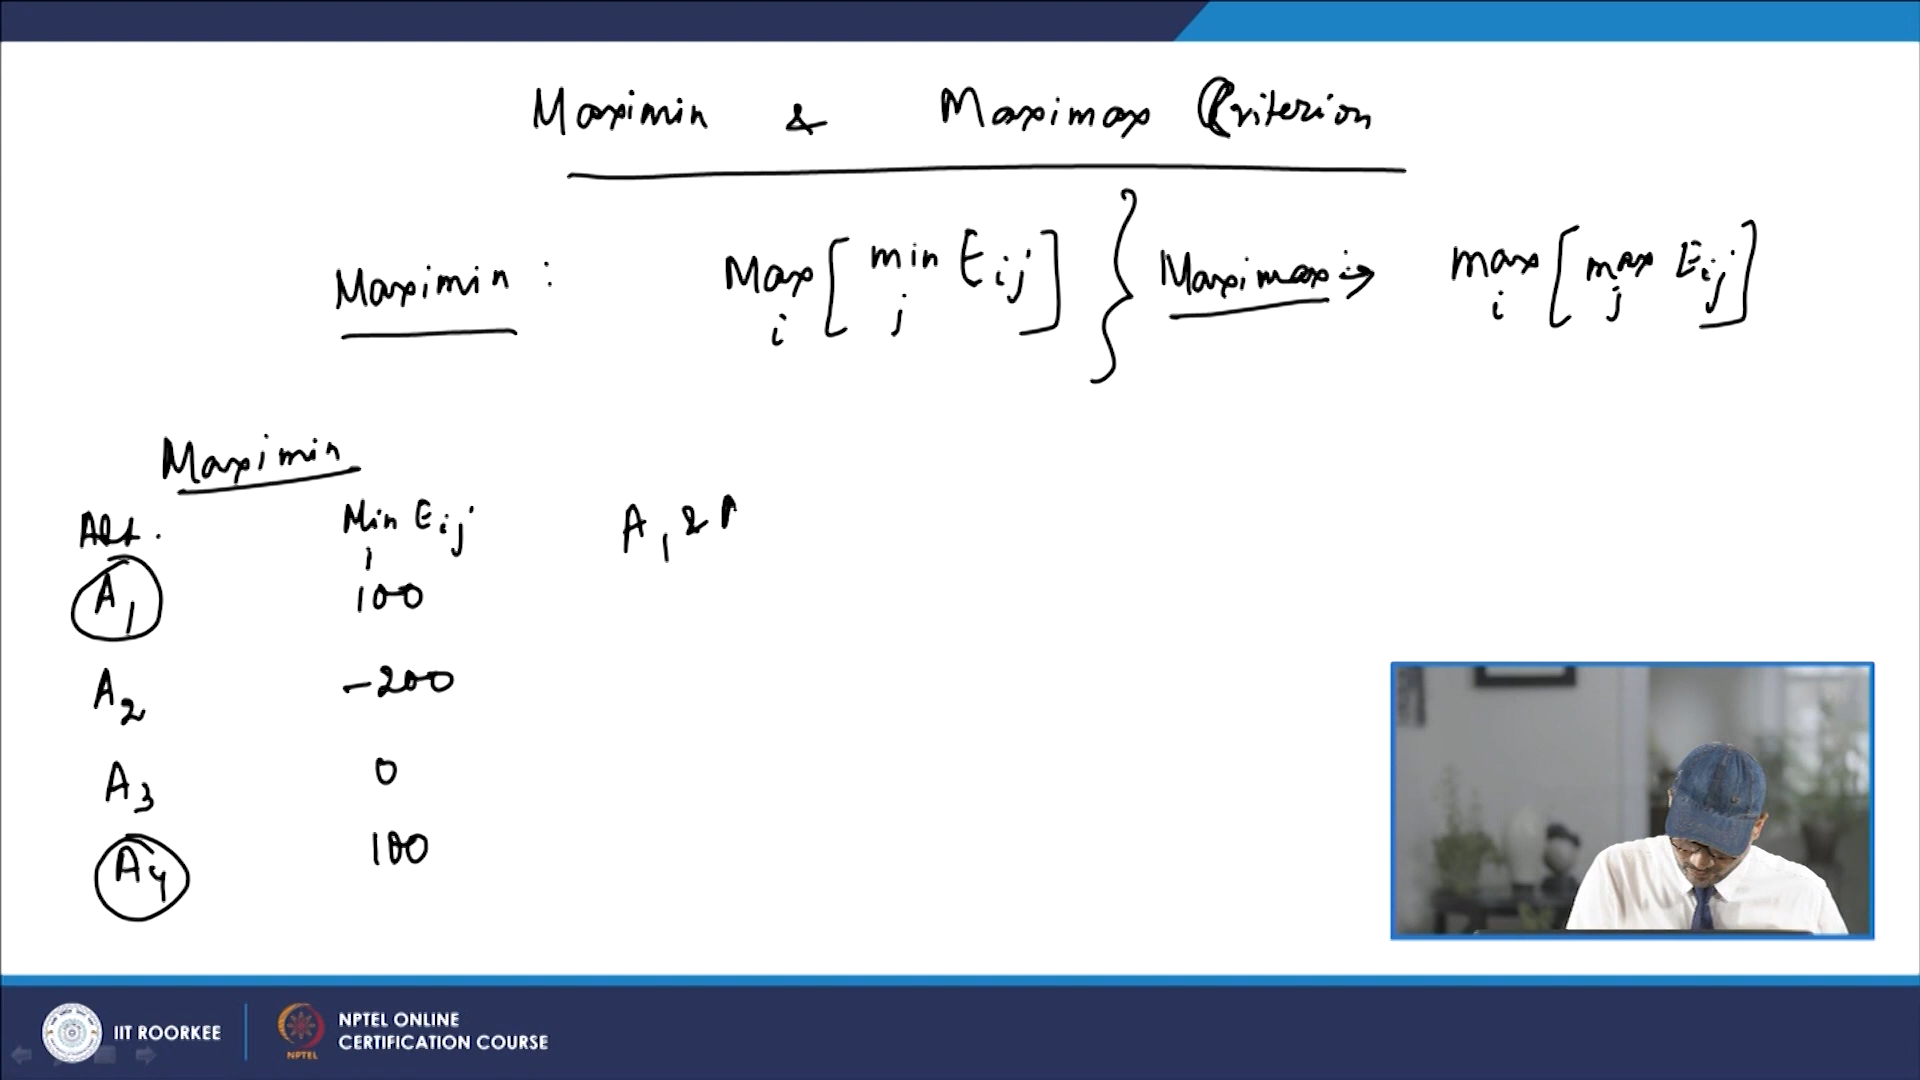 Maximin & Maximax Criterion
Maximin : Max i [ min j Eij ] } Maximax :→ max i [ max j Eij ]
Maximin
Alt. Min j Eij A1 &
A1 100
A2 -200
A3 0
A4 100
IIT ROORKEE
NPTEL
NPTEL ONLINE
CERTIFICATION COURSE